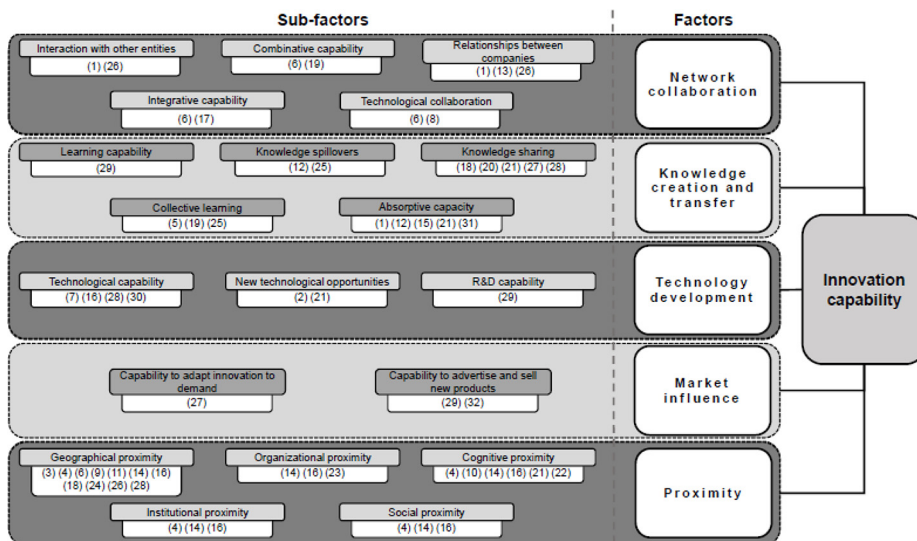 Sub-factors
Factors
Interaction with other entities
(1) (26)
Combinative capability
(6) (19)
Relationships between
companies
(1) (13) (26)
Integrative capability
(6) (17)
Technological collaboration
(6) (8)
Network
collaboration
Learning capability
(29)
Knowledge spillovers
(12) (25)
Knowledge sharing
(18) (20) (21) (27) (28)
Collective learning
(5) (19) (25)
Absorptive capacity
(1) (12) (15) (21) (31)
Knowledge
creation and
transfer
Technological capability
(7) (16) (28) (30)
New technological opportunities
(2) (21)
R&D capability
(29)
Technology
development
Innovation
capability
Capability to adapt innovation to
demand
(27)
Capability to advertise and sell
new products
(29) (32)
Market
influence
Geographical proximity
(3) (4) (6) (9) (11) (14) (16)
(18) (24) (26) (28)
Organizational proximity
(14) (16) (23)
Cognitive proximity
(4) (10) (14) (16) (21) (22)
Institutional proximity
(4) (14) (16)
Social proximity
(4) (14) (16)
Proximity